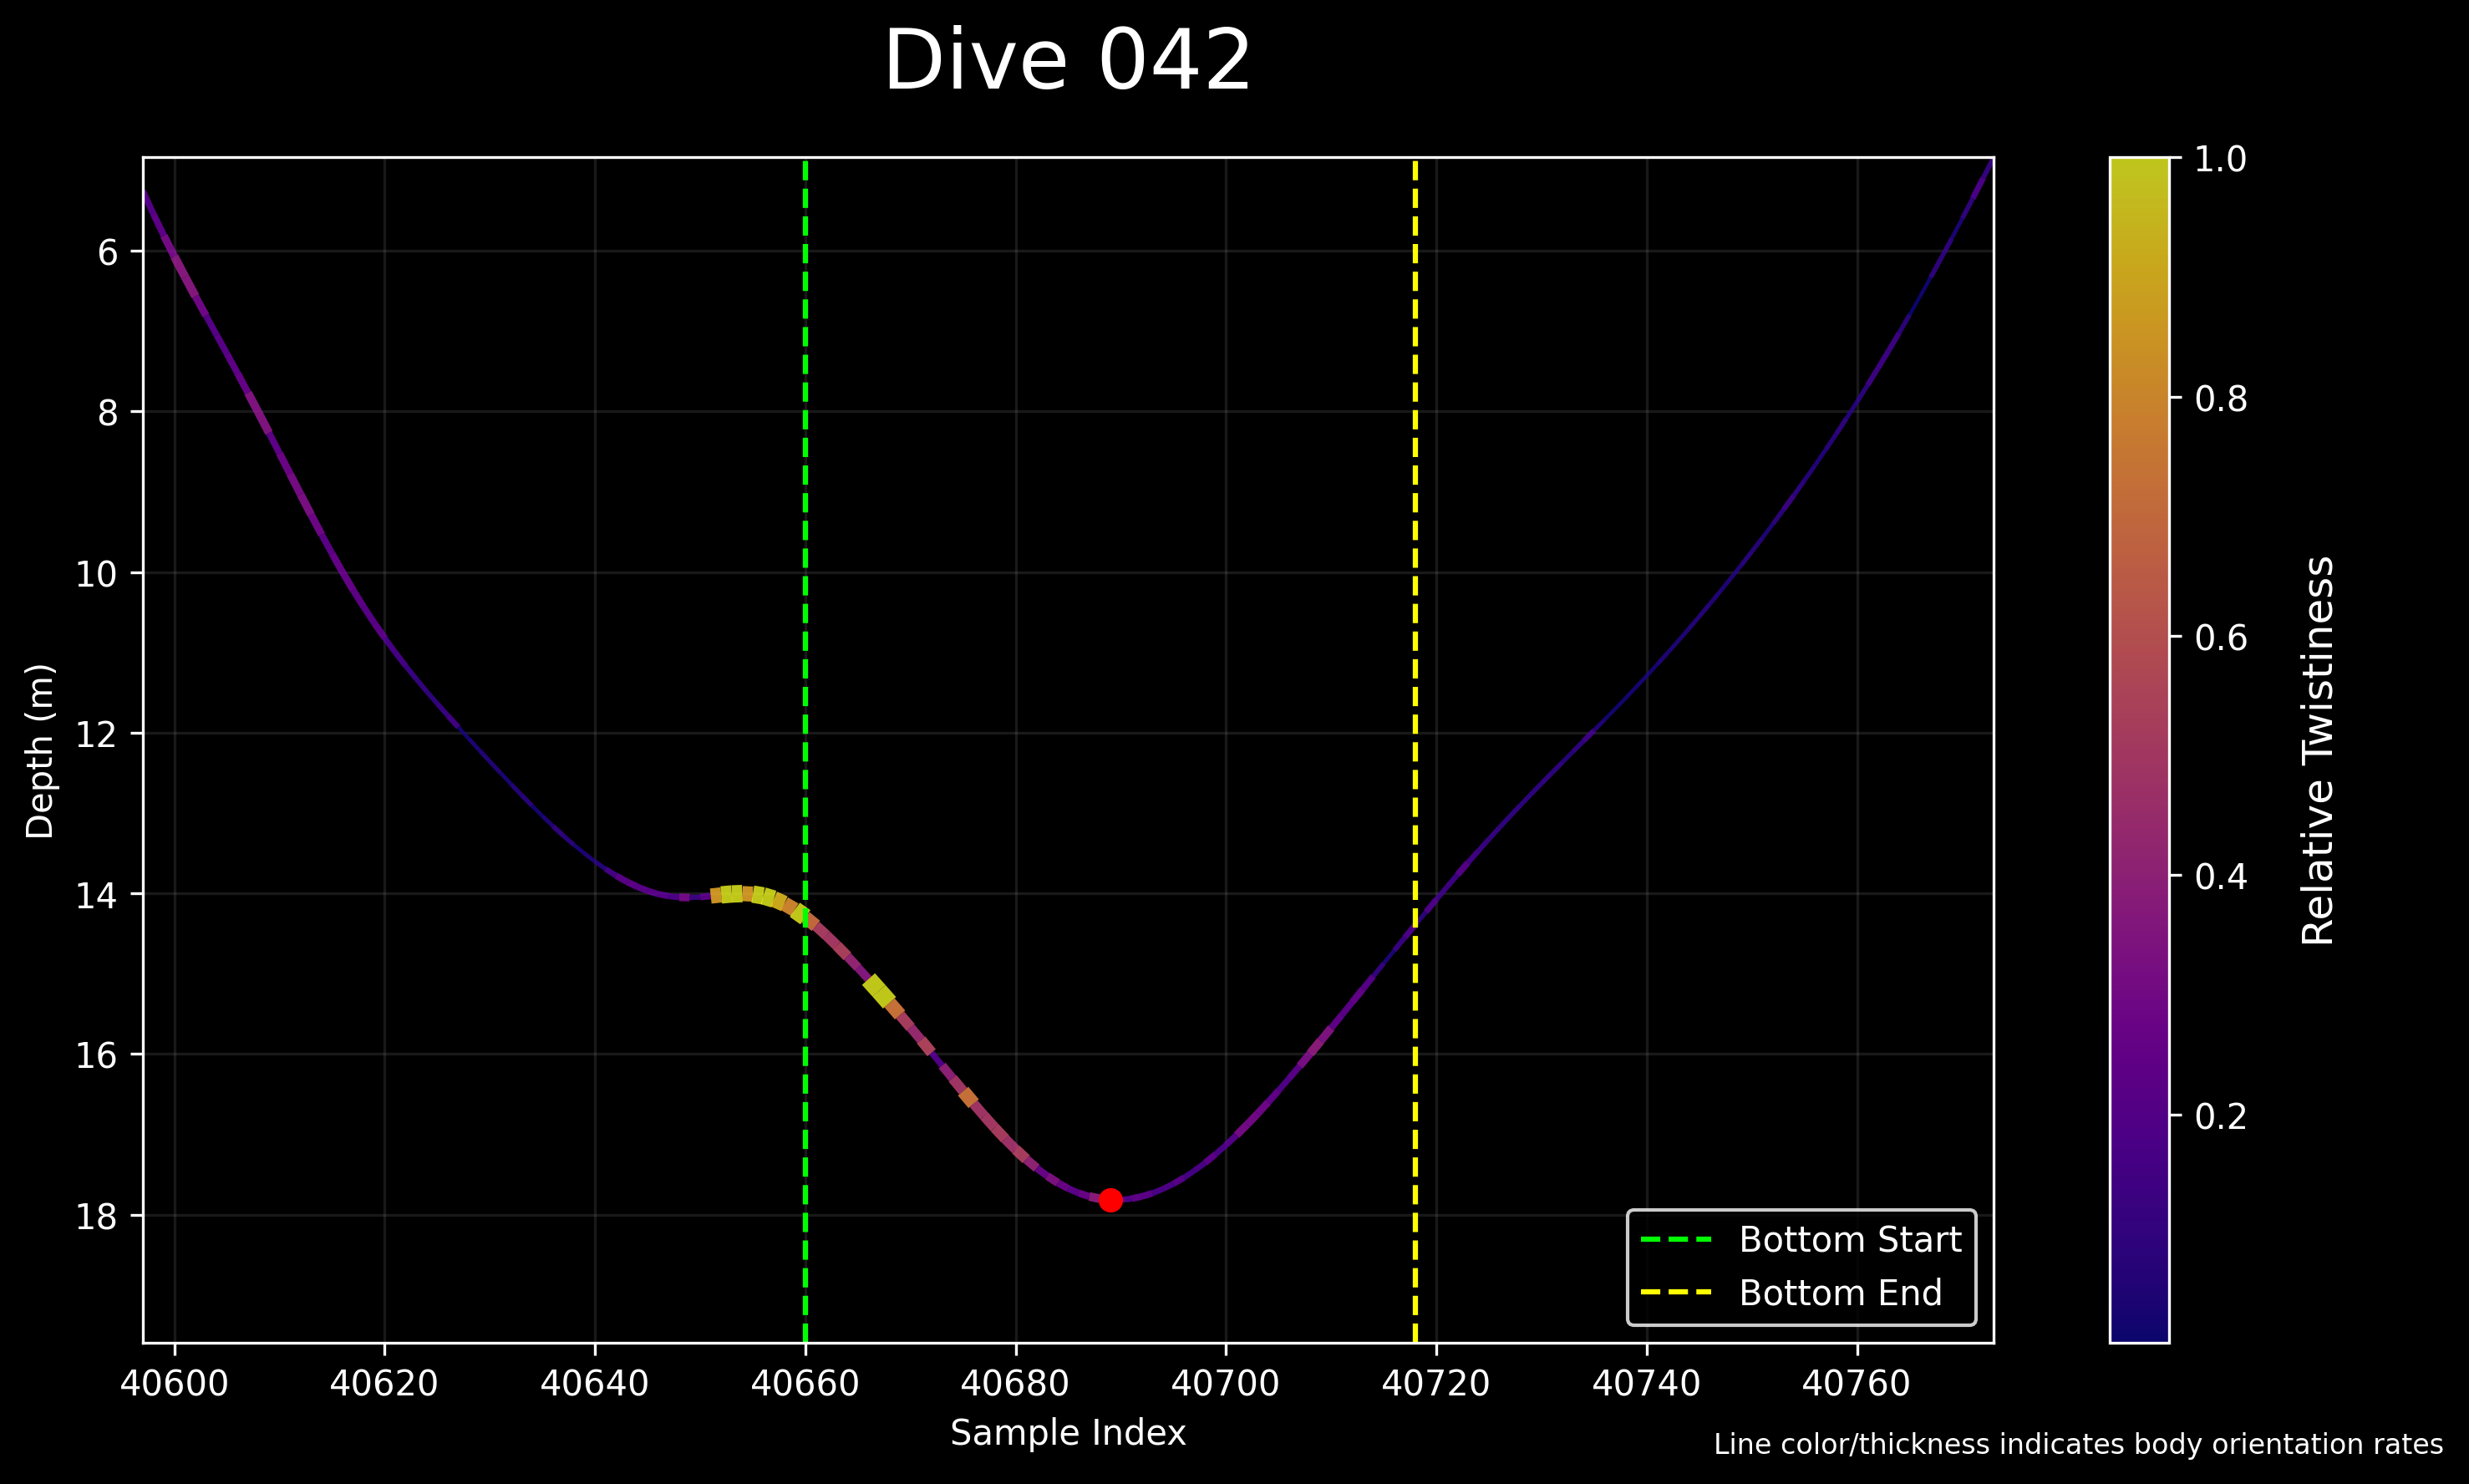 Dive 042
Depth (m)
6
8
10
12
14
16
18
40600 40620 40640 40660 40680 40700 40720 40740 40760
Sample Index
Bottom Start
Bottom End
1.0
0.8
0.6
0.4
0.2
Relative Twistiness
Line color/thickness indicates body orientation rates